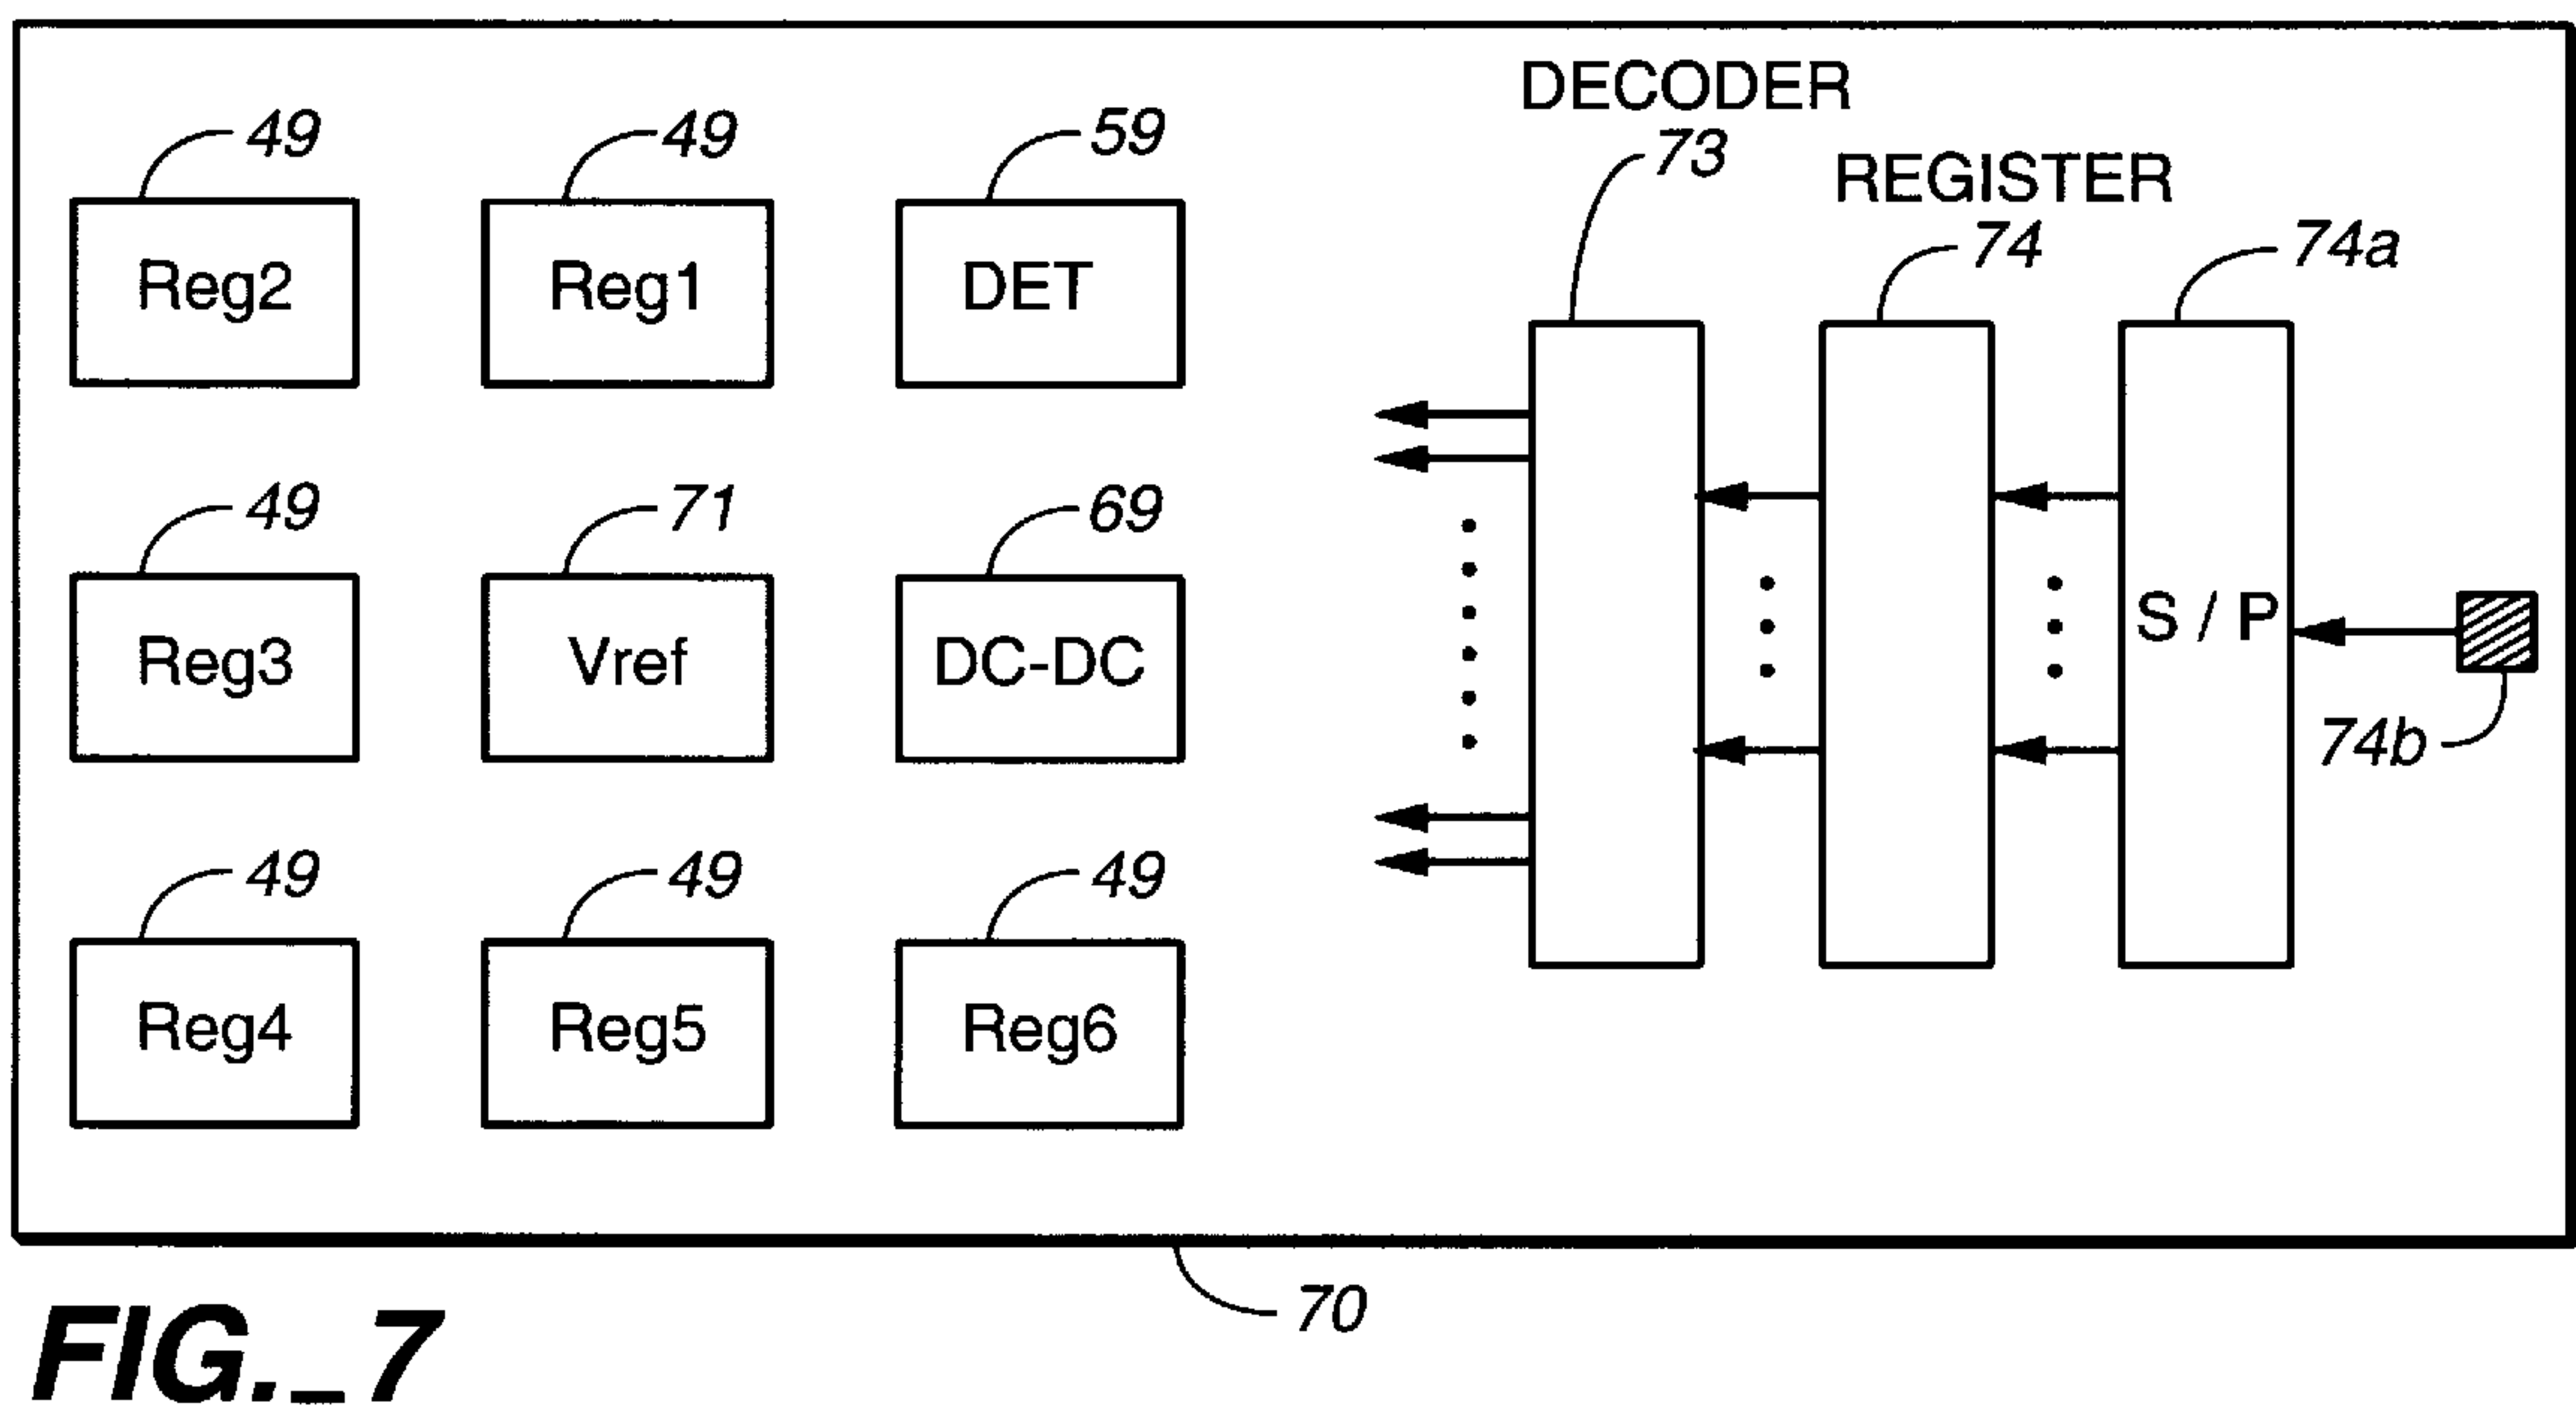 DECODER
73
REGISTER
74
74a
49
49
59
Reg2
Reg1
DET
49
71
69
Reg3
Vref
DC-DC
S / P
74b
49
49
49
Reg4
Reg5
Reg6
70
FIG._7